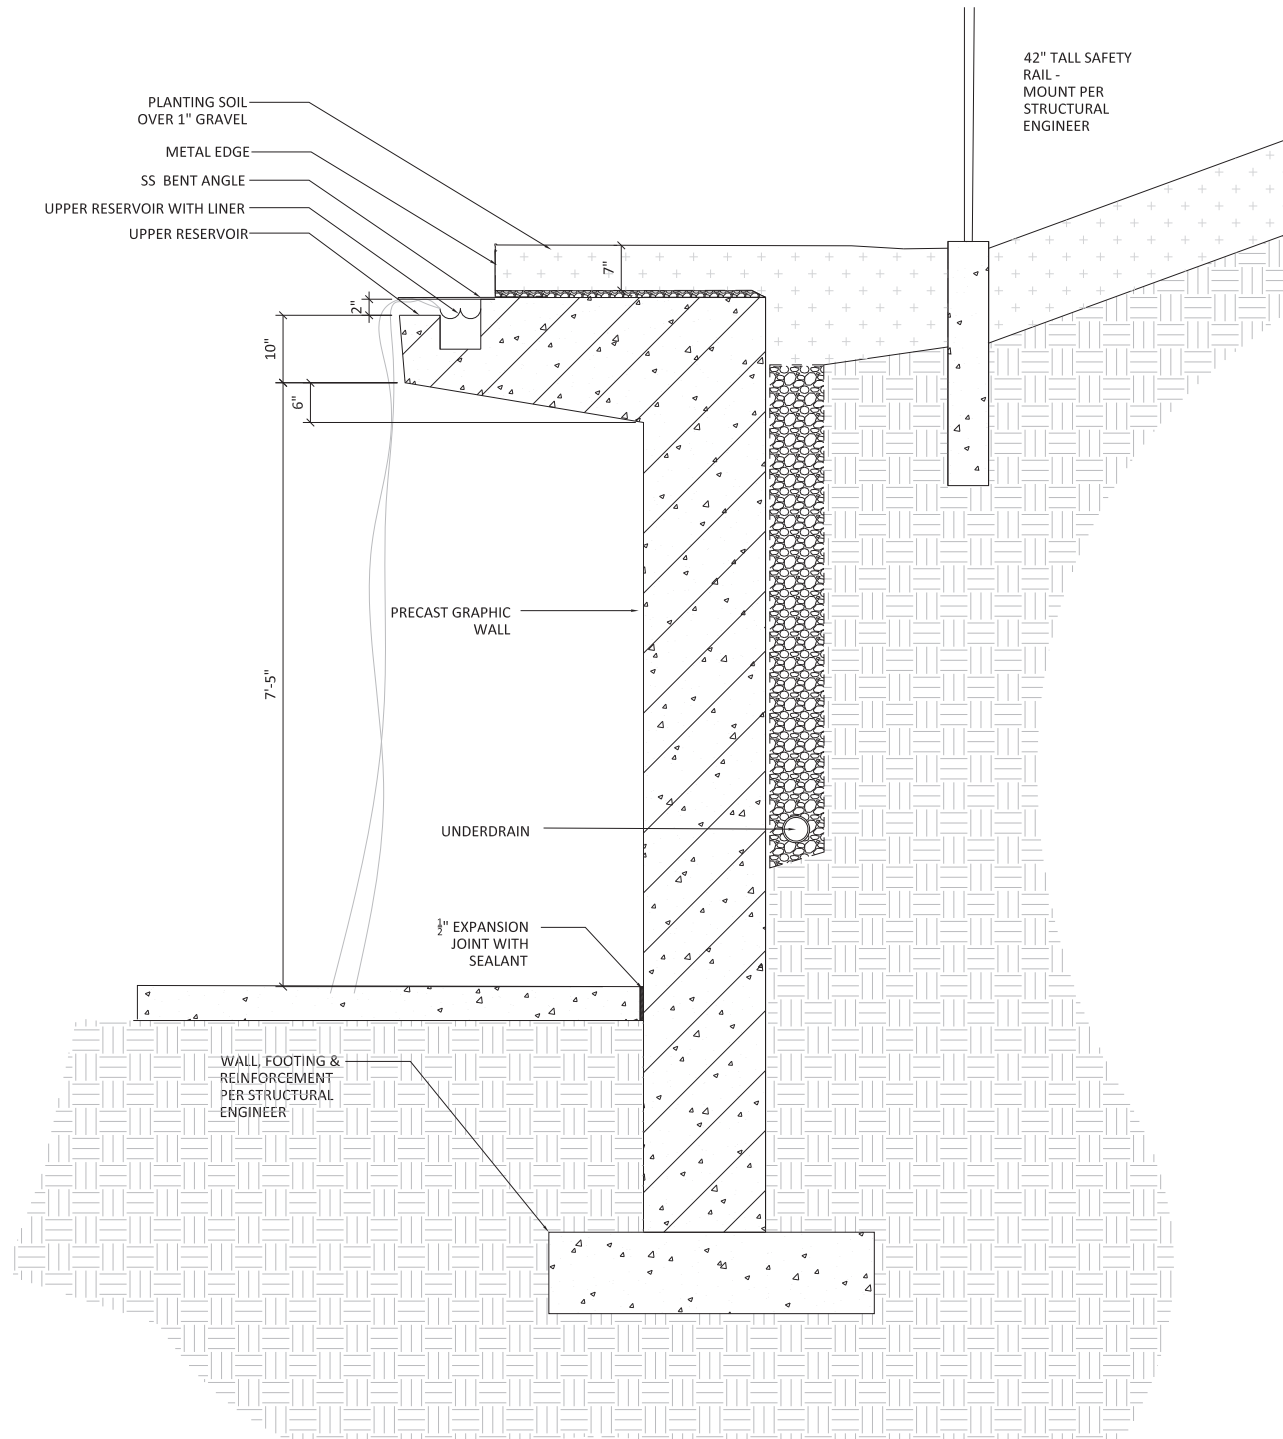 42" TALL SAFETY
RAIL -
MOUNT PER
STRUCTURAL
ENGINEER
PLANTING SOIL
OVER 1" GRAVEL
METAL EDGE
SS BENT ANGLE
UPPER RESERVOIR WITH LINER
UPPER RESERVOIR
7"
2"
10"
6"
PRECAST GRAPHIC
WALL
7'-5"
UNDERDRAIN
½" EXPANSION
JOINT WITH
SEALANT
WALL, FOOTING &
REINFORCEMENT
PER STRUCTURAL
ENGINEER